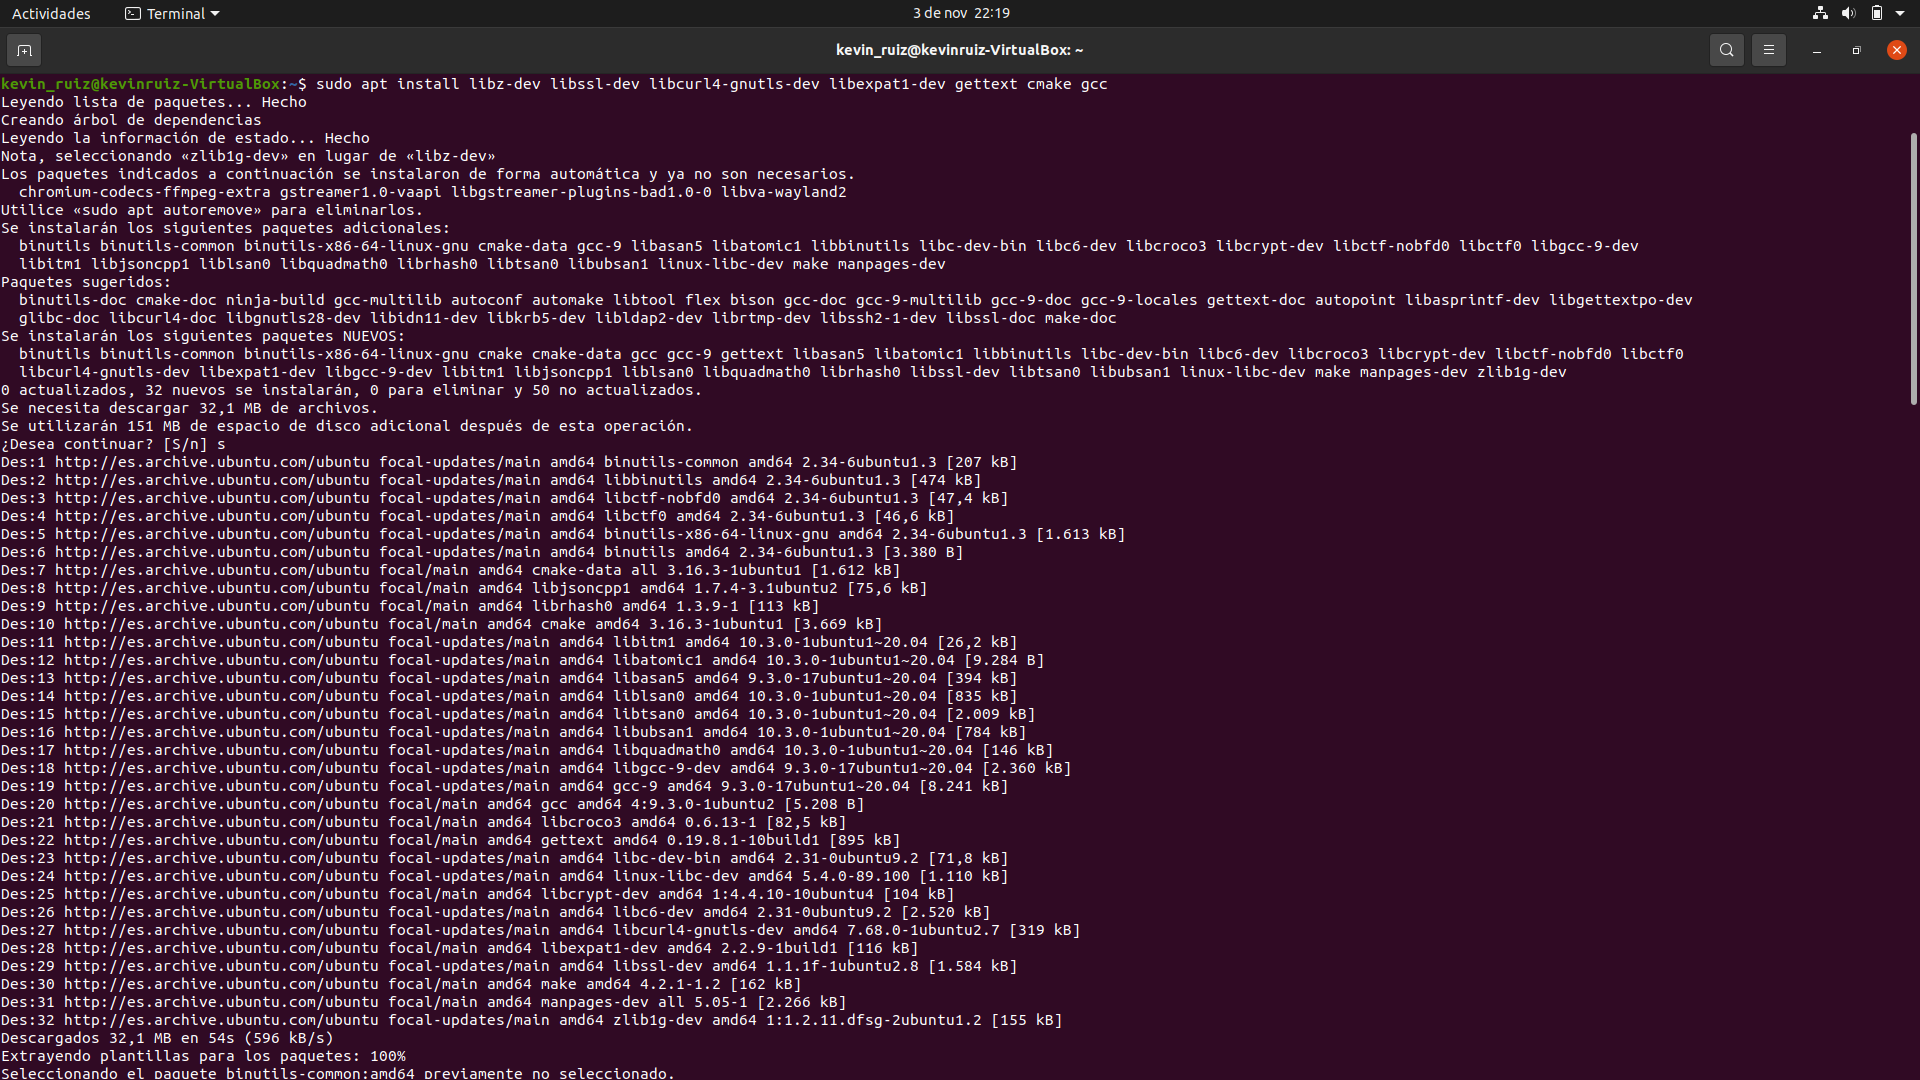 Actividades
Terminal
3 de nov 22:19
kevin_ruiz@kevinruiz-VirtualBox: ~
kevin_ruiz@kevinruiz-VirtualBox:~$ sudo apt install libz-dev libssl-dev libcurl4-gnutls-dev libexpat1-dev gettext cmake gcc
Leyendo lista de paquetes... Hecho
Creando árbol de dependencias
Leyendo la información de estado... Hecho
Nota, seleccionando «zlib1g-dev» en lugar de «libz-dev»
Los paquetes indicados a continuación se instalaron de forma automática y ya no son necesarios.
  chromium-codecs-ffmpeg-extra gstreamer1.0-vaapi libgstreamer-plugins-bad1.0-0 libva-wayland2
Utilice «sudo apt autoremove» para eliminarlos.
Se instalarán los siguientes paquetes adicionales:
  binutils binutils-common binutils-x86-64-linux-gnu cmake-data gcc-9 libasan5 libatomic1 libbinutils libc-dev-bin libc6-dev libcroco3 libcrypt-dev libctf-nobfd0 libctf0 libgcc-9-dev
  libitm1 libjsoncpp1 liblsan0 libquadmath0 librhash0 libtsan0 libubsan1 linux-libc-dev make manpages-dev
Paquetes sugeridos:
  binutils-doc cmake-doc ninja-build gcc-multilib autoconf automake libtool flex bison gcc-doc gcc-9-multilib gcc-9-doc gcc-9-locales gettext-doc autopoint libasprintf-dev libgettextpo-dev
  glibc-doc libcurl4-doc libgnutls28-dev libidn11-dev libkrb5-dev libldap2-dev librtmp-dev libssh2-1-dev libssl-doc make-doc
Se instalarán los siguientes paquetes NUEVOS:
  binutils binutils-common binutils-x86-64-linux-gnu cmake cmake-data gcc gcc-9 gettext libasan5 libatomic1 libbinutils libc-dev-bin libc6-dev libcroco3 libcrypt-dev libctf-nobfd0 libctf0
  libcurl4-gnutls-dev libexpat1-dev libgcc-9-dev libitm1 libjsoncpp1 liblsan0 libquadmath0 librhash0 libssl-dev libtsan0 libubsan1 linux-libc-dev make manpages-dev zlib1g-dev
0 actualizados, 32 nuevos se instalarán, 0 para eliminar y 50 no actualizados.
Se necesita descargar 32,1 MB de archivos.
Se utilizarán 151 MB de espacio de disco adicional después de esta operación.
¿Desea continuar? [S/n] s
Des:1 http://es.archive.ubuntu.com/ubuntu focal-updates/main amd64 binutils-common amd64 2.34-6ubuntu1.3 [207 kB]
Des:2 http://es.archive.ubuntu.com/ubuntu focal-updates/main amd64 libbinutils amd64 2.34-6ubuntu1.3 [474 kB]
Des:3 http://es.archive.ubuntu.com/ubuntu focal-updates/main amd64 libctf-nobfd0 amd64 2.34-6ubuntu1.3 [47,4 kB]
Des:4 http://es.archive.ubuntu.com/ubuntu focal-updates/main amd64 libctf0 amd64 2.34-6ubuntu1.3 [46,6 kB]
Des:5 http://es.archive.ubuntu.com/ubuntu focal-updates/main amd64 binutils-x86-64-linux-gnu amd64 2.34-6ubuntu1.3 [1.613 kB]
Des:6 http://es.archive.ubuntu.com/ubuntu focal-updates/main amd64 binutils amd64 2.34-6ubuntu1.3 [3.380 B]
Des:7 http://es.archive.ubuntu.com/ubuntu focal/main amd64 cmake-data all 3.16.3-1ubuntu1 [1.612 kB]
Des:8 http://es.archive.ubuntu.com/ubuntu focal/main amd64 libjsoncpp1 amd64 1.7.4-3.1ubuntu2 [75,6 kB]
Des:9 http://es.archive.ubuntu.com/ubuntu focal/main amd64 librhash0 amd64 1.3.9-1 [113 kB]
Des:10 http://es.archive.ubuntu.com/ubuntu focal/main amd64 cmake amd64 3.16.3-1ubuntu1 [3.669 kB]
Des:11 http://es.archive.ubuntu.com/ubuntu focal-updates/main amd64 libitm1 amd64 10.3.0-1ubuntu1~20.04 [26,2 kB]
Des:12 http://es.archive.ubuntu.com/ubuntu focal-updates/main amd64 libatomic1 amd64 10.3.0-1ubuntu1~20.04 [9.284 B]
Des:13 http://es.archive.ubuntu.com/ubuntu focal-updates/main amd64 libasan5 amd64 9.3.0-17ubuntu1~20.04 [394 kB]
Des:14 http://es.archive.ubuntu.com/ubuntu focal-updates/main amd64 liblsan0 amd64 10.3.0-1ubuntu1~20.04 [835 kB]
Des:15 http://es.archive.ubuntu.com/ubuntu focal-updates/main amd64 libtsan0 amd64 10.3.0-1ubuntu1~20.04 [2.009 kB]
Des:16 http://es.archive.ubuntu.com/ubuntu focal-updates/main amd64 libubsan1 amd64 10.3.0-1ubuntu1~20.04 [784 kB]
Des:17 http://es.archive.ubuntu.com/ubuntu focal-updates/main amd64 libquadmath0 amd64 10.3.0-1ubuntu1~20.04 [146 kB]
Des:18 http://es.archive.ubuntu.com/ubuntu focal-updates/main amd64 libgcc-9-dev amd64 9.3.0-17ubuntu1~20.04 [2.360 kB]
Des:19 http://es.archive.ubuntu.com/ubuntu focal-updates/main amd64 gcc-9 amd64 9.3.0-17ubuntu1~20.04 [8.241 kB]
Des:20 http://es.archive.ubuntu.com/ubuntu focal/main amd64 gcc amd64 4:9.3.0-1ubuntu2 [5.208 B]
Des:21 http://es.archive.ubuntu.com/ubuntu focal/main amd64 libcroco3 amd64 0.6.13-1 [82,5 kB]
Des:22 http://es.archive.ubuntu.com/ubuntu focal/main amd64 gettext amd64 0.19.8.1-10build1 [895 kB]
Des:23 http://es.archive.ubuntu.com/ubuntu focal-updates/main amd64 libc-dev-bin amd64 2.31-0ubuntu9.2 [71,8 kB]
Des:24 http://es.archive.ubuntu.com/ubuntu focal-updates/main amd64 linux-libc-dev amd64 5.4.0-89.100 [1.110 kB]
Des:25 http://es.archive.ubuntu.com/ubuntu focal/main amd64 libcrypt-dev amd64 1:4.4.10-10ubuntu4 [104 kB]
Des:26 http://es.archive.ubuntu.com/ubuntu focal-updates/main amd64 libc6-dev amd64 2.31-0ubuntu9.2 [2.520 kB]
Des:27 http://es.archive.ubuntu.com/ubuntu focal-updates/main amd64 libcurl4-gnutls-dev amd64 7.68.0-1ubuntu2.7 [319 kB]
Des:28 http://es.archive.ubuntu.com/ubuntu focal/main amd64 libexpat1-dev amd64 2.2.9-1build1 [116 kB]
Des:29 http://es.archive.ubuntu.com/ubuntu focal-updates/main amd64 libssl-dev amd64 1.1.1f-1ubuntu2.8 [1.584 kB]
Des:30 http://es.archive.ubuntu.com/ubuntu focal/main amd64 make amd64 4.2.1-1.2 [162 kB]
Des:31 http://es.archive.ubuntu.com/ubuntu focal/main amd64 manpages-dev all 5.05-1 [2.266 kB]
Des:32 http://es.archive.ubuntu.com/ubuntu focal-updates/main amd64 zlib1g-dev amd64 1:1.2.11.dfsg-2ubuntu1.2 [155 kB]
Descargados 32,1 MB en 54s (596 kB/s)
Extrayendo plantillas para los paquetes: 100%
Seleccionando el paquete binutils-common:amd64 previamente no seleccionado.